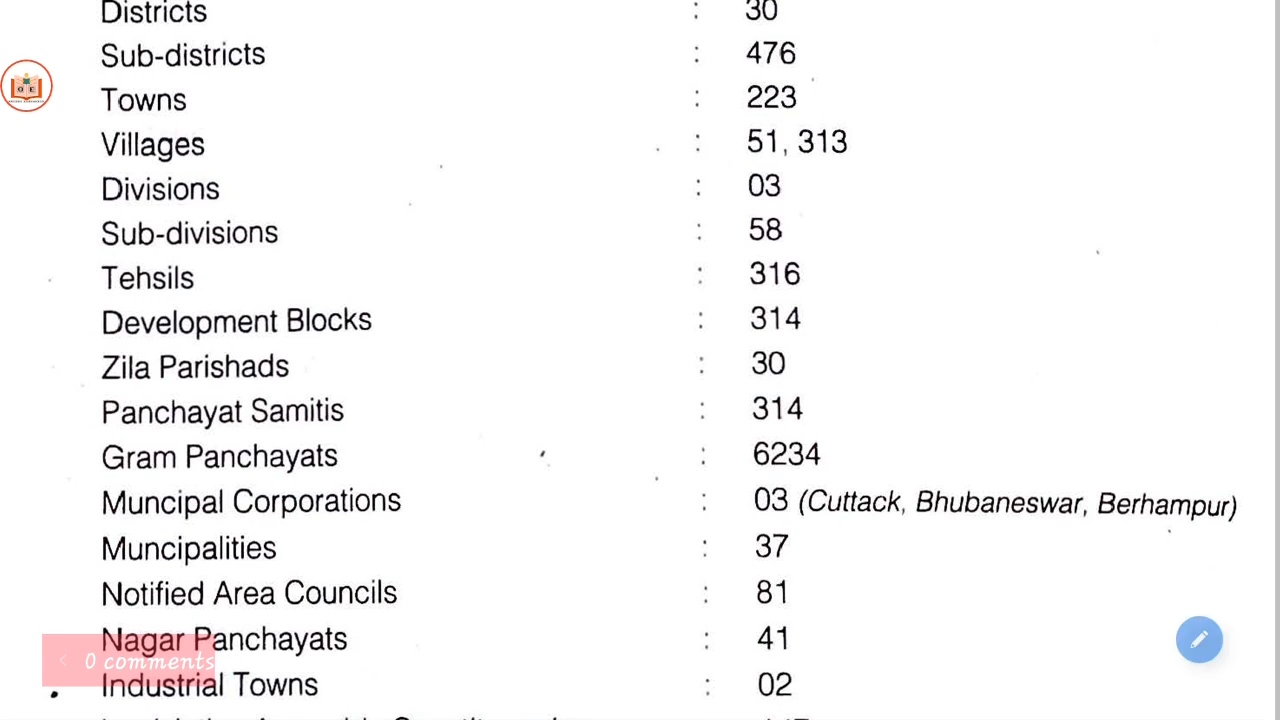 Districts : 30
Sub-districts : 476
Towns : 223
Villages : 51, 313
Divisions : 03
Sub-divisions : 58
Tehsils : 316
Development Blocks : 314
Zila Parishads : 30
Panchayat Samitis : 314
Gram Panchayats : 6234
Muncipal Corporations : 03 (Cuttack, Bhubaneswar, Berhampur)
Muncipalities : 37
Notified Area Councils : 81
Nagar Panchayats : 41
< 0 comments
Industrial Towns : 02